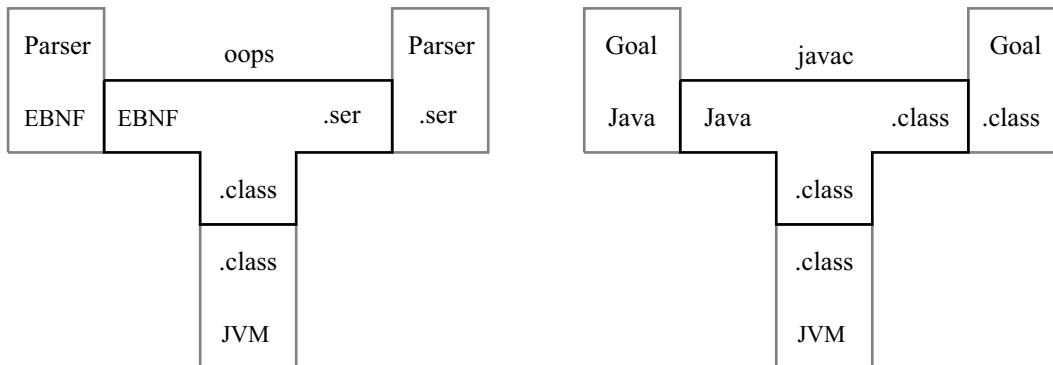 Parser
oops
Parser
EBNF
EBNF
.ser
.ser
.class
.class
JVM
Goal
javac
Goal
Java
Java
.class
.class
.class
.class
JVM